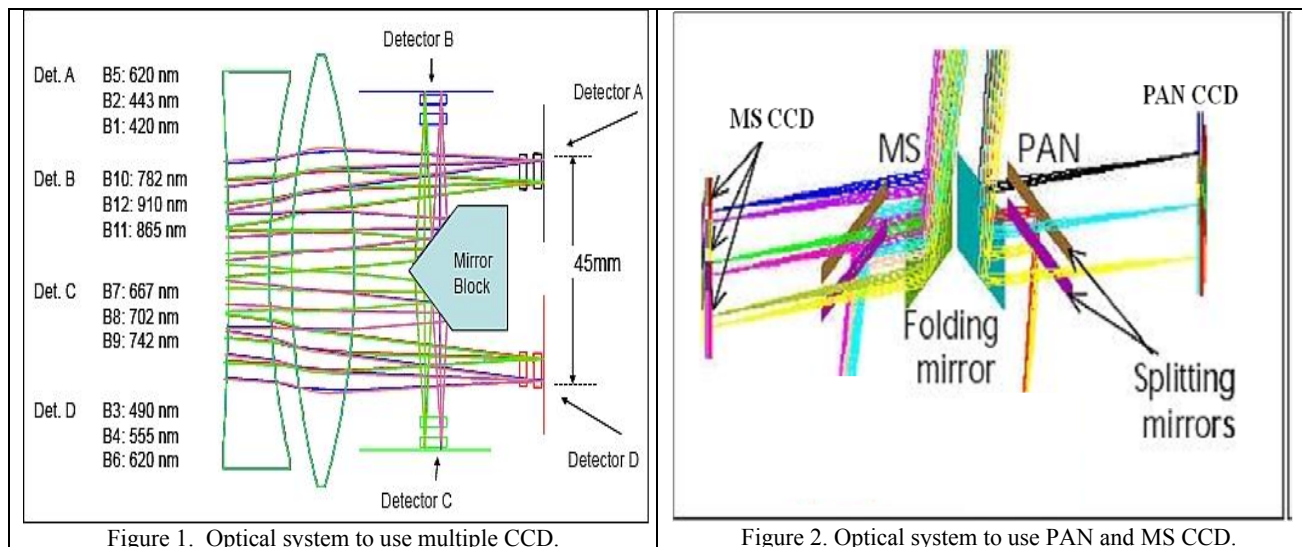 Detector B
Det. A B5: 620 nm
B2: 443 nm
B1: 420 nm
Detector A
Det. B B10: 782 nm
B12: 910 nm
B11: 865 nm
Mirror
Block
45mm
Det. C B7: 667 nm
B8: 702 nm
B9: 742 nm
Det. D B3: 490 nm
B4: 555 nm
B6: 620 nm
Detector D
Detector C
Figure 1. Optical system to use multiple CCD.
MS CCD
PAN CCD
MS
PAN
Folding
mirror
Splitting
mirrors
Figure 2. Optical system to use PAN and MS CCD.